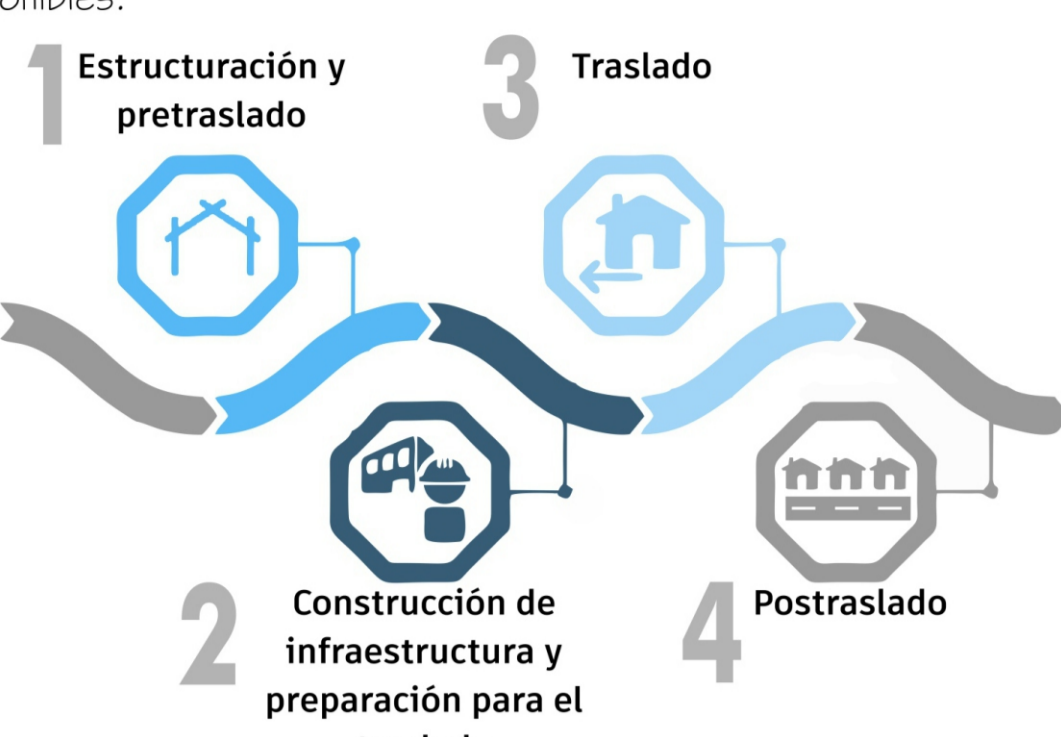 1
Estructuración y
pretraslado
3
Traslado
2
Construcción de
infraestructura y
preparación para el
4
Postraslado